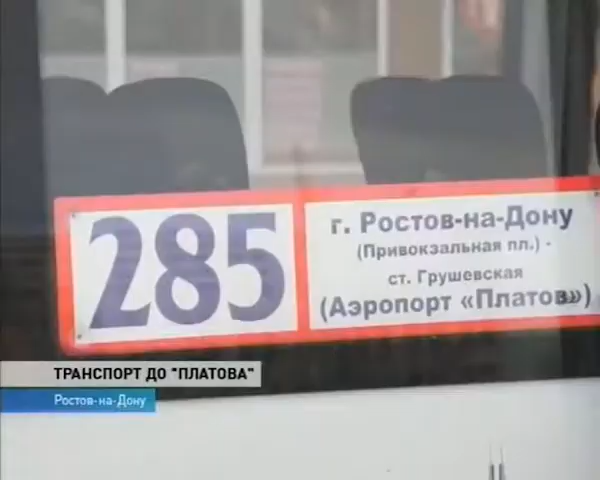 285
г. Ростов-на-Дону
(Привокзальная пл.) -
ст. Грушевская
(Аэропорт «Платов»)
ТРАНСПОРТ ДО "ПЛАТОВА"
Ростов-на-Дону